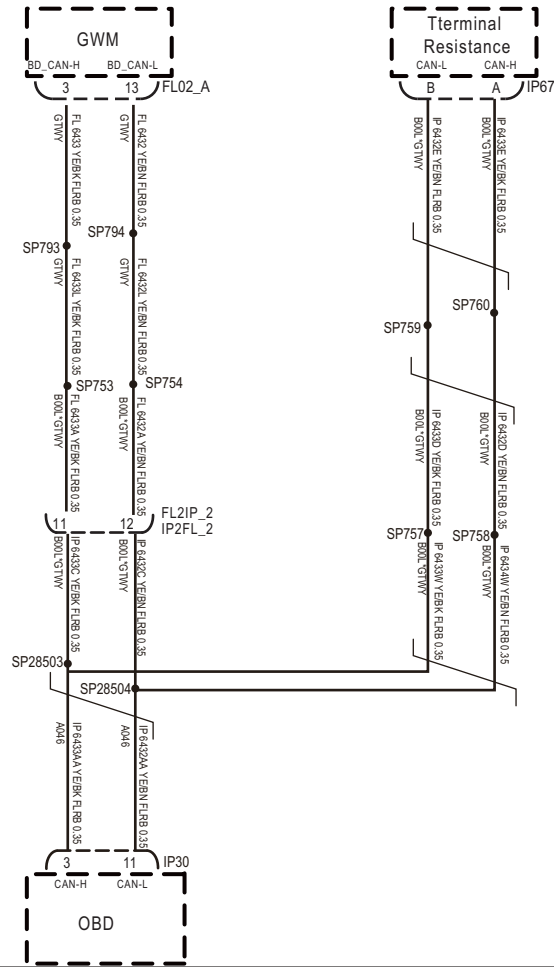 GWM
BD_CAN-H
BD_CAN-L
3
13
FL02_A
FL 6433 YE/BK FLRB 0.35
GTWY
FL 6432 YE/BN FLRB 0.35
GTWY
SP793
SP794
FL 6433L YE/BK FLRB 0.35
GTWY
FL 6432L YE/BN FLRB 0.35
GTWY
SP753
SP754
FL 6433A YE/BK FLRB 0.35
B00L*GTWY
FL 6432A YE/BN FLRB 0.35
B00L*GTWY
11
12
FL2IP_2
IP2FL_2
IP 6433C YE/BK FLRB 0.35
B00L*GTWY
IP 6432C YE/BN FLRB 0.35
B00L*GTWY
SP28503
SP28504
IP 6433AA YE/BK FLRB 0.35
A046
IP 6432AA YE/BN FLRB 0.35
A046
3
11
IP30
CAN-H
CAN-L
OBD
Tterminal
Resistance
CAN-L
CAN-H
B
A
IP67
IP 6432E YE/BN FLRB 0.35
B00L*GTWY
IP 6433E YE/BK FLRB 0.35
B00L*GTWY
SP759
SP760
IP 6433D YE/BK FLRB 0.35
B00L*GTWY
IP 6432D YE/BN FLRB 0.35
B00L*GTWY
SP757
SP758
IP 6433W YE/BK FLRB 0.35
B00L*GTWY
IP 6434W YE/BN FLRB 0.35
B00L*GTWY